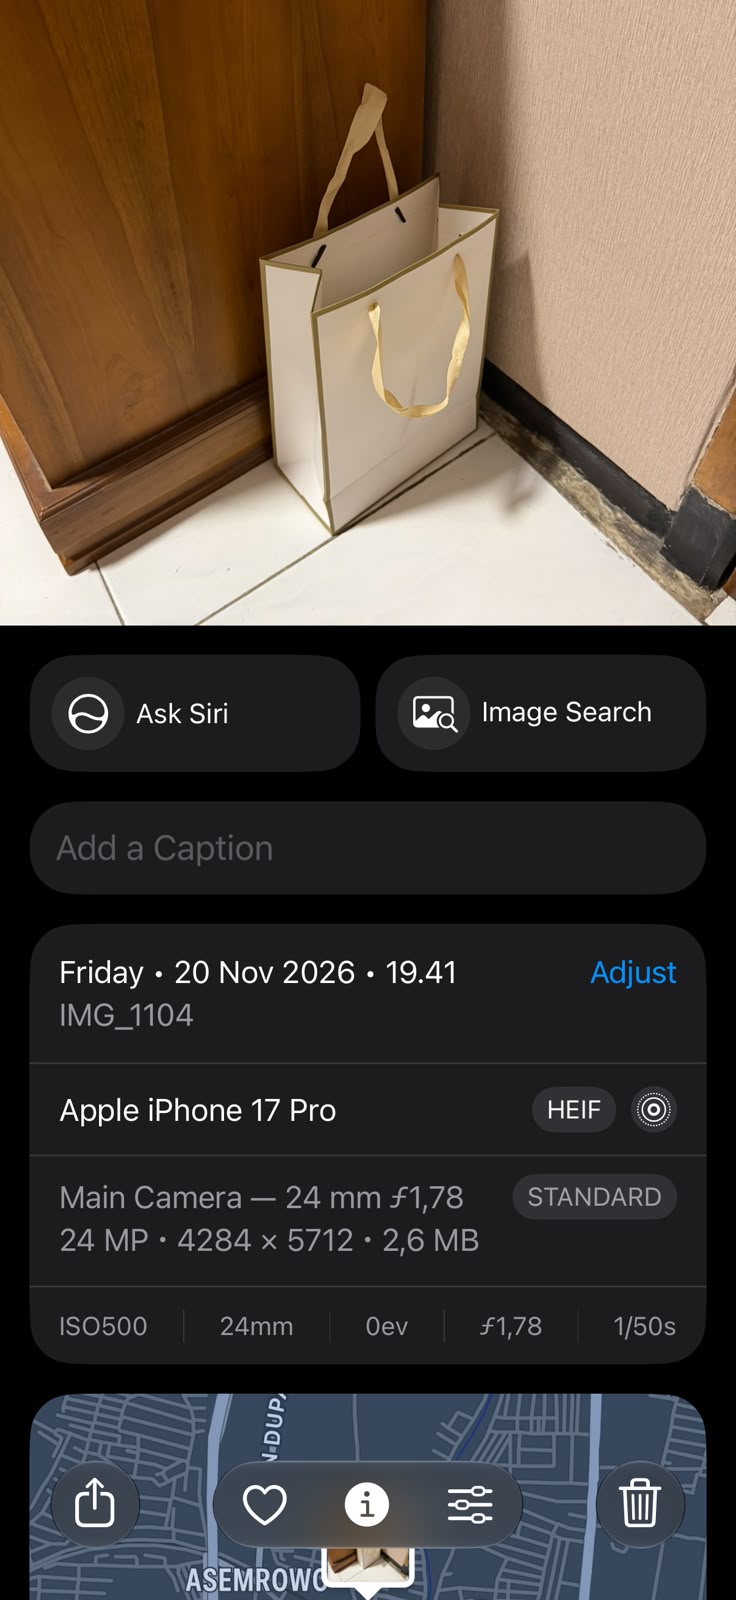 Ask Siri
Image Search
Add a Caption
Friday • 20 Nov 2026 • 19.41
Adjust
IMG_1104
Apple iPhone 17 Pro
HEIF
Main Camera — 24 mm ƒ1,78
STANDARD
24 MP • 4284 × 5712 • 2,6 MB
ISO500
24mm
0ev
ƒ1,78
1/50s